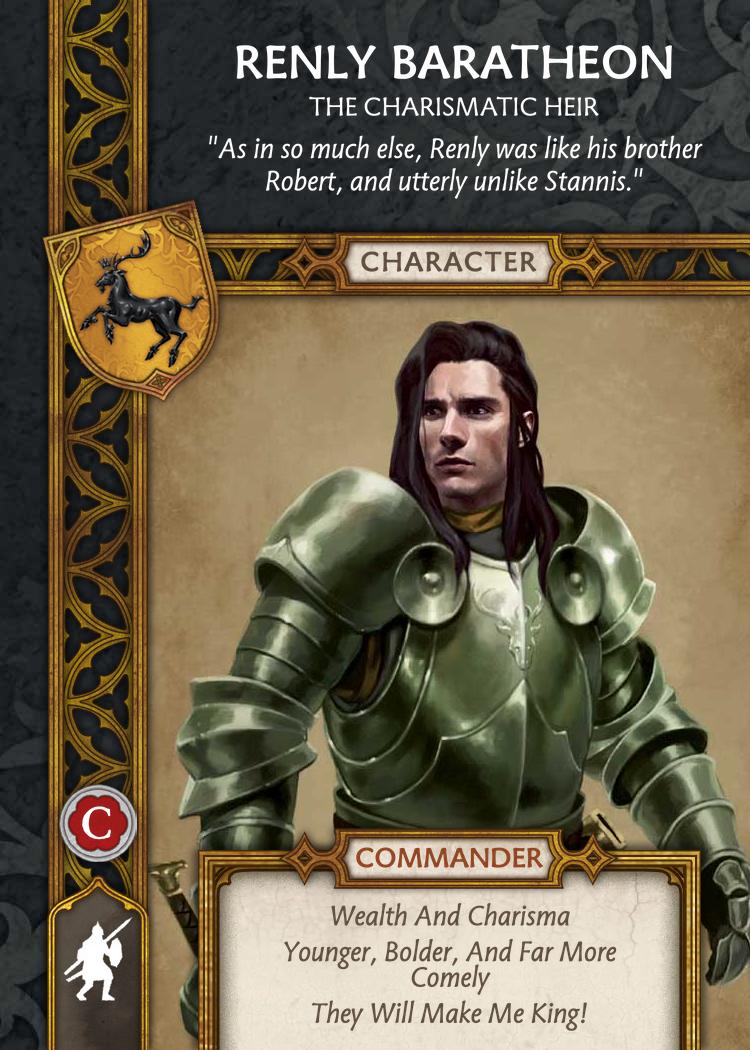 RENLY BARATHEON
THE CHARISMATIC HEIR
"As in so much else, Renly was like his brother
Robert, and utterly unlike Stannis."
CHARACTER
C
COMMANDER
Wealth And Charisma
Younger, Bolder, And Far More
Comely
They Will Make Me King!